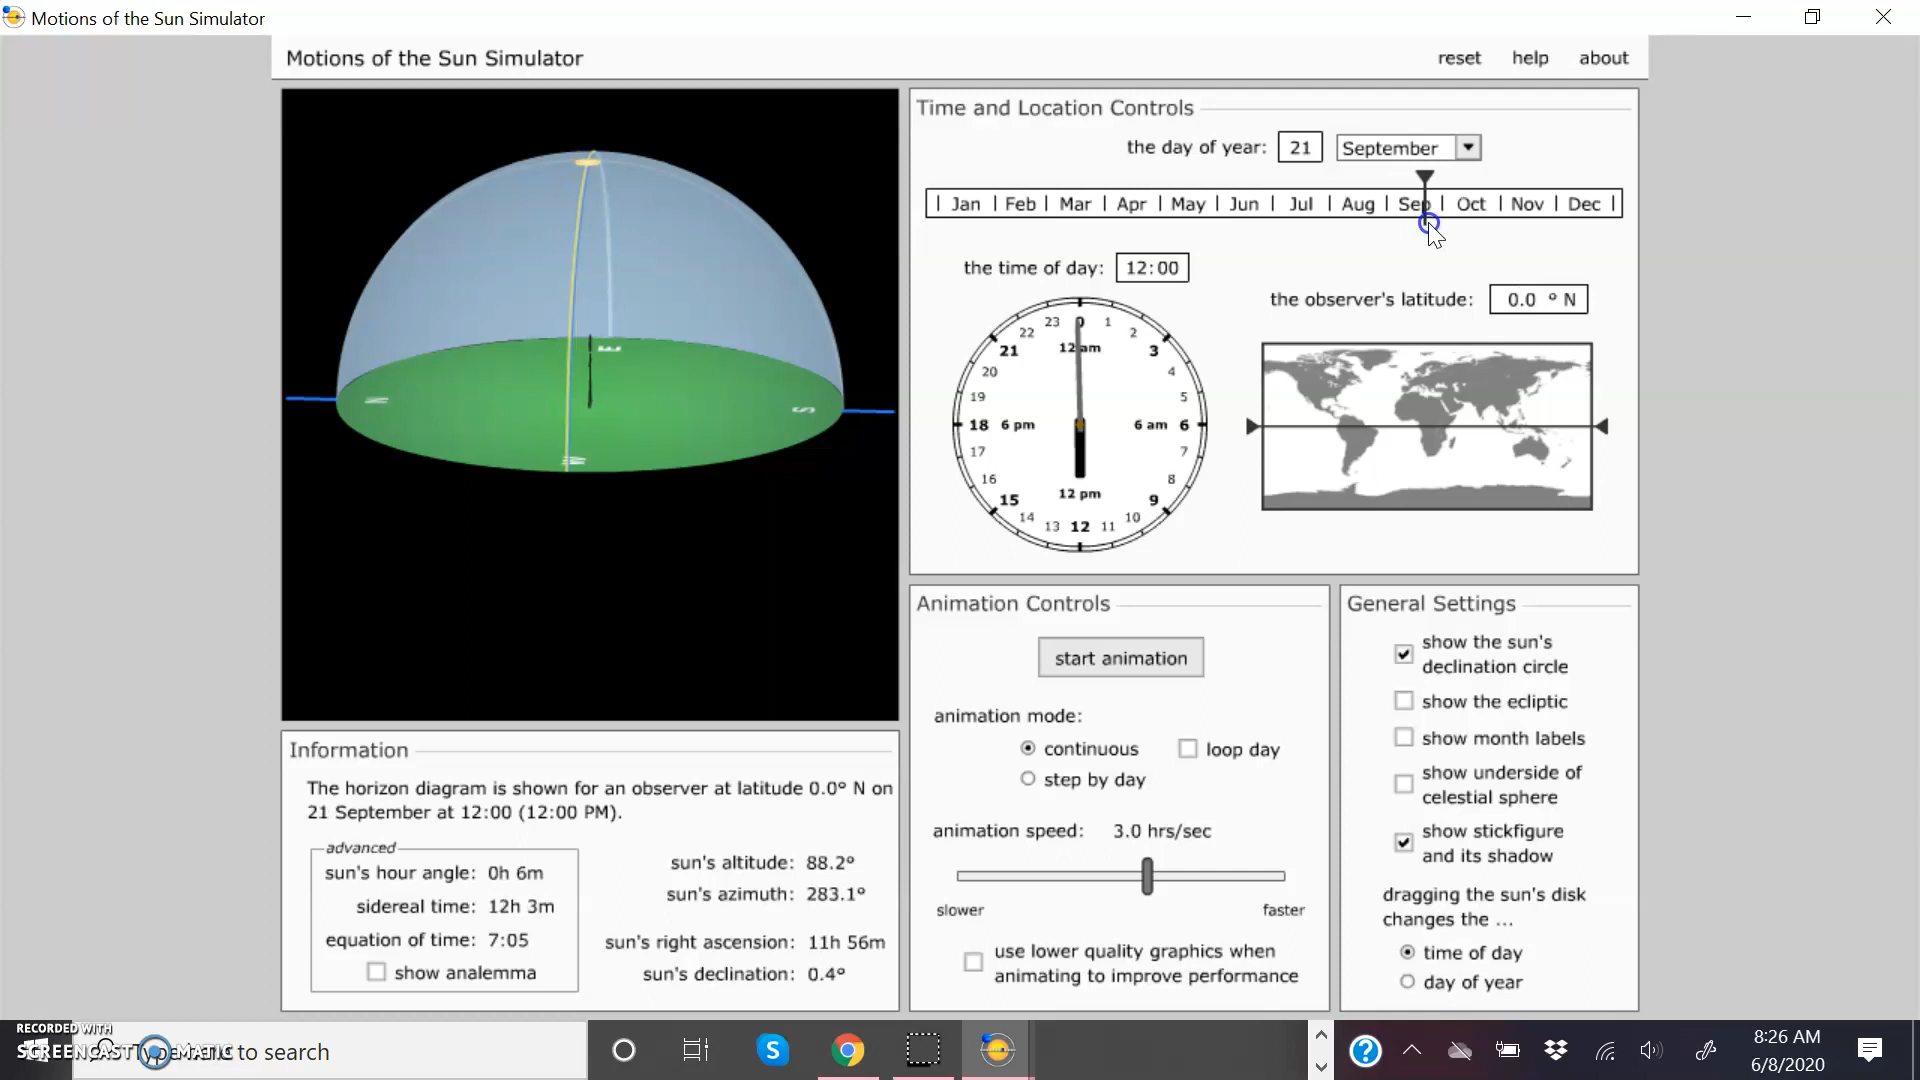 Motions of the Sun Simulator
Motions of the Sun Simulator
reset help about
N
E
S
W
Time and Location Controls
the day of year: 21 September
Jan Feb Mar Apr May Jun Jul Aug Sep Oct Nov Dec
the time of day: 12:00
the observer's latitude: 0.0 ° N
0 1 2 3 4 5 6 7 8 9 10 11 12 13 14 15 16 17 18 19 20 21 22 23
12 am
6 pm 6 am
12 pm
Information
The horizon diagram is shown for an observer at latitude 0.0° N on
21 September at 12:00 (12:00 PM).
advanced
sun's hour angle: 0h 6m
sidereal time: 12h 3m
equation of time: 7:05
show analemma
sun's altitude: 88.2°
sun's azimuth: 283.1°
sun's right ascension: 11h 56m
sun's declination: 0.4°
Animation Controls
start animation
animation mode:
continuous loop day
step by day
animation speed: 3.0 hrs/sec
slower faster
use lower quality graphics when
animating to improve performance
General Settings
show the sun's
declination circle
show the ecliptic
show month labels
show underside of
celestial sphere
show stickfigure
and its shadow
dragging the sun's disk
changes the ...
time of day
day of year
RECORDED WITH
SCREENCAST MATIC
Type here to search
8:26 AM
6/8/2020